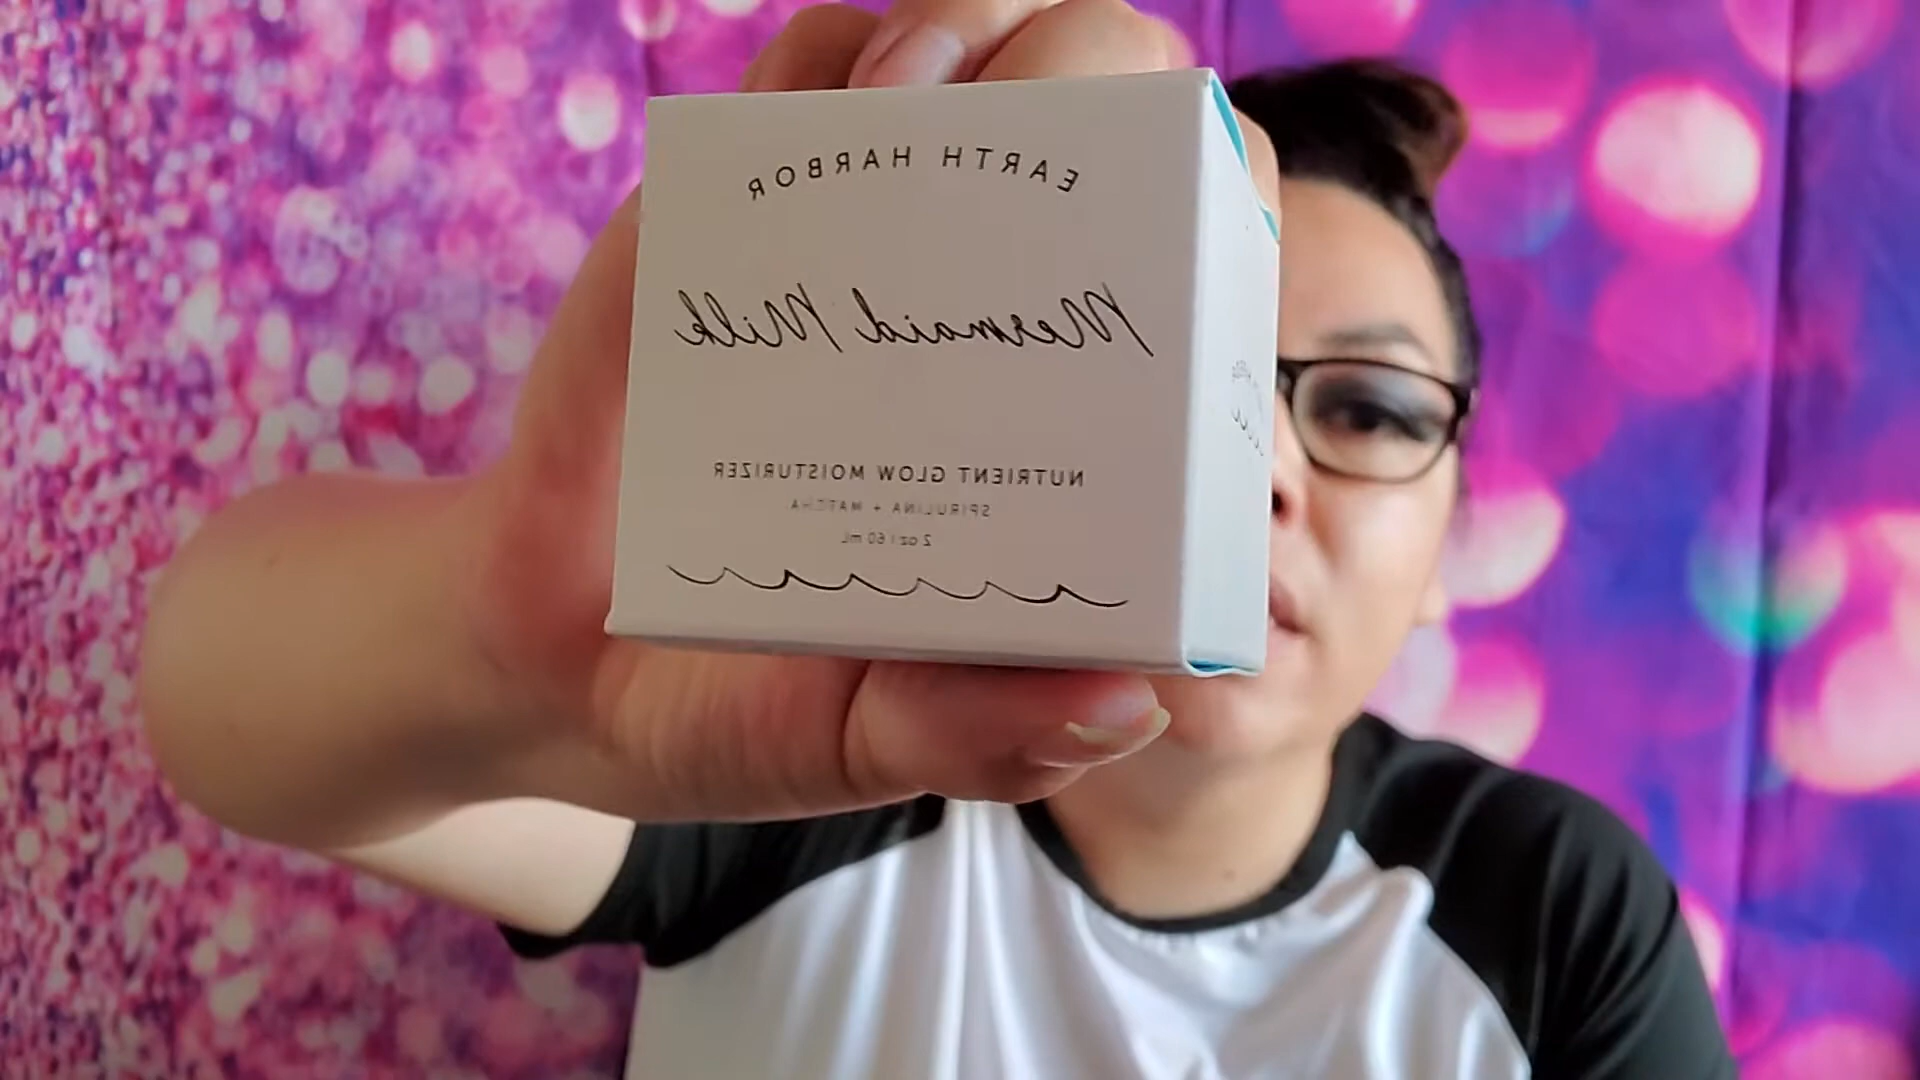 EARTH HARBOR
Mermaid Milk
NUTRIENT GLOW MOISTURIZER
SPIRULINA + MATCHA
2 oz | 60 mL